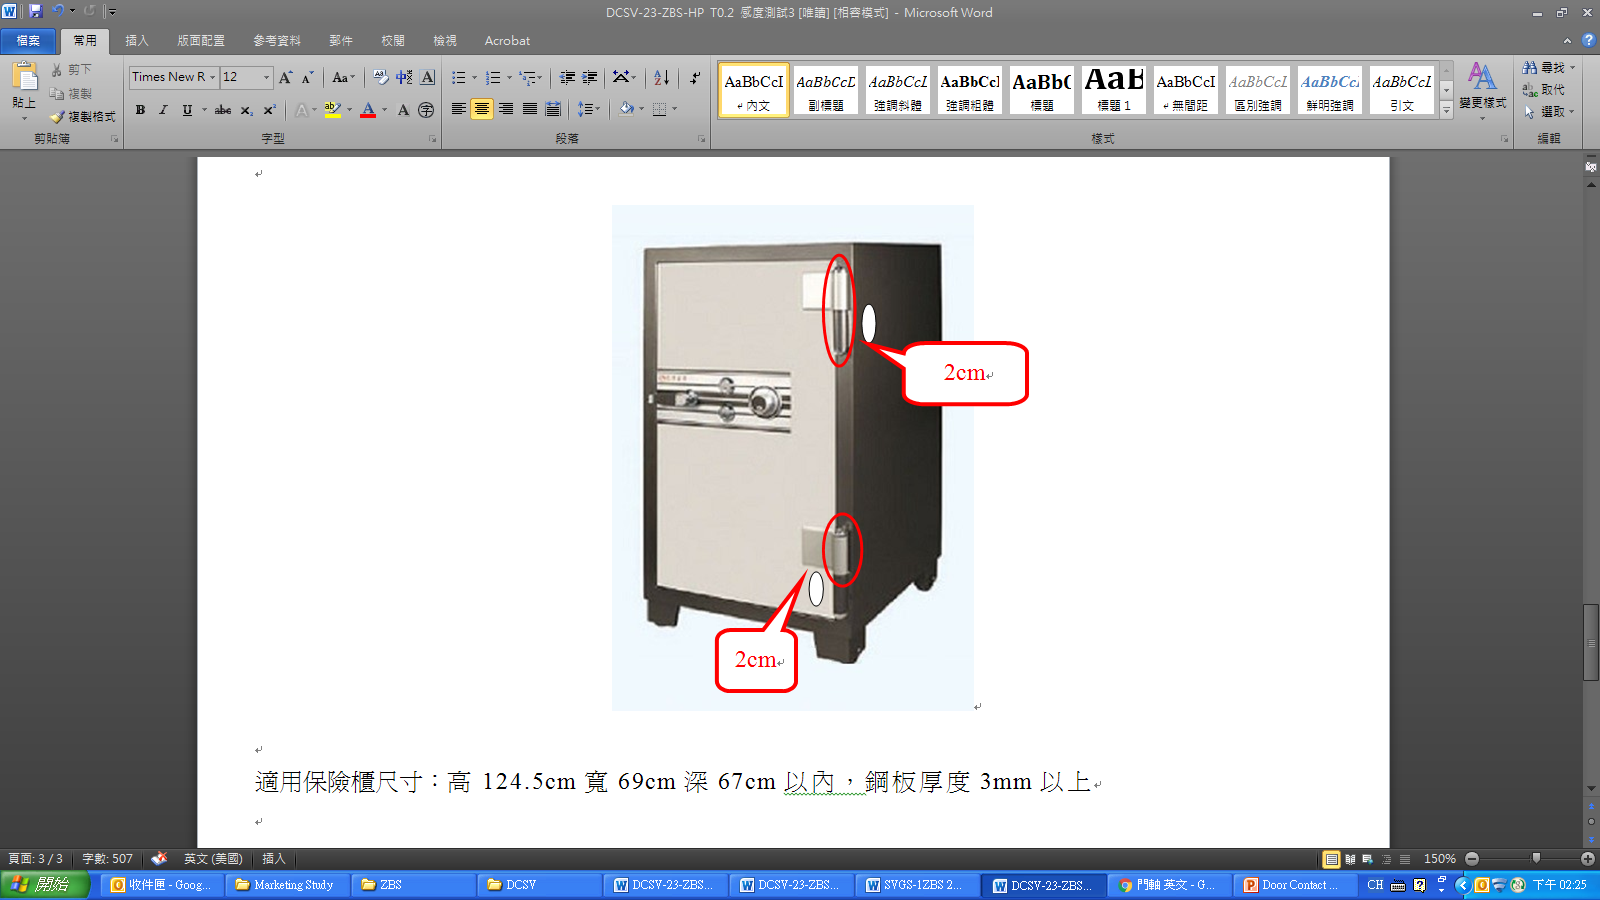 DCSV-23-ZBS-HP T0.2 感度測試3 [唯讀] [相容模式] - Microsoft Word
檔案 常用 插入 版面配置 參考資料 郵件 校閱 檢視 Acrobat
貼上 剪下 複製 複製格式
Times New R 12
AaBbCcI AaBbCcD AaBbCcI AaBbCcI AaBbC AaB AaBbCcI AaBbCcI AaBbCcI AaBbCcI
內文 副標題 強調斜體 強調粗體 標題 標題 1 無間距 區別強調 鮮明強調 引文
變更樣式
尋找
取代
選取
剪貼簿 字型 段落 樣式 編輯
2cm
2cm
適用保險櫃尺寸：高 124.5cm 寬 69cm 深 67cm 以內，鋼板厚度 3mm 以上
頁面: 3 / 3 字數: 507 英文 (美國) 插入 150%
開始 收件匣 - Goog... Marketing Study ZBS DCSV DCSV-23-ZBS... DCSV-23-ZBS... SVGS-1ZBS 2... DCSV-23-ZBS... 門軸 英文 - G... Door Contact ... CH 下午 02:25